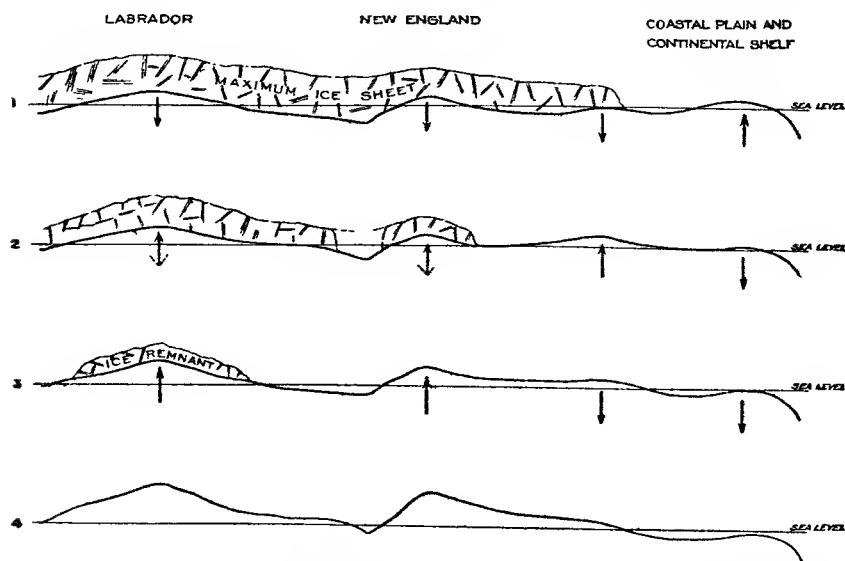 LABRADOR
NEW ENGLAND
COASTAL PLAIN AND
CONTINENTAL SHELF
MAXIMUM ICE SHEET
1
SEA LEVEL
2
SEA LEVEL
ICE REMNANT
3
SEA LEVEL
4
SEA LEVEL